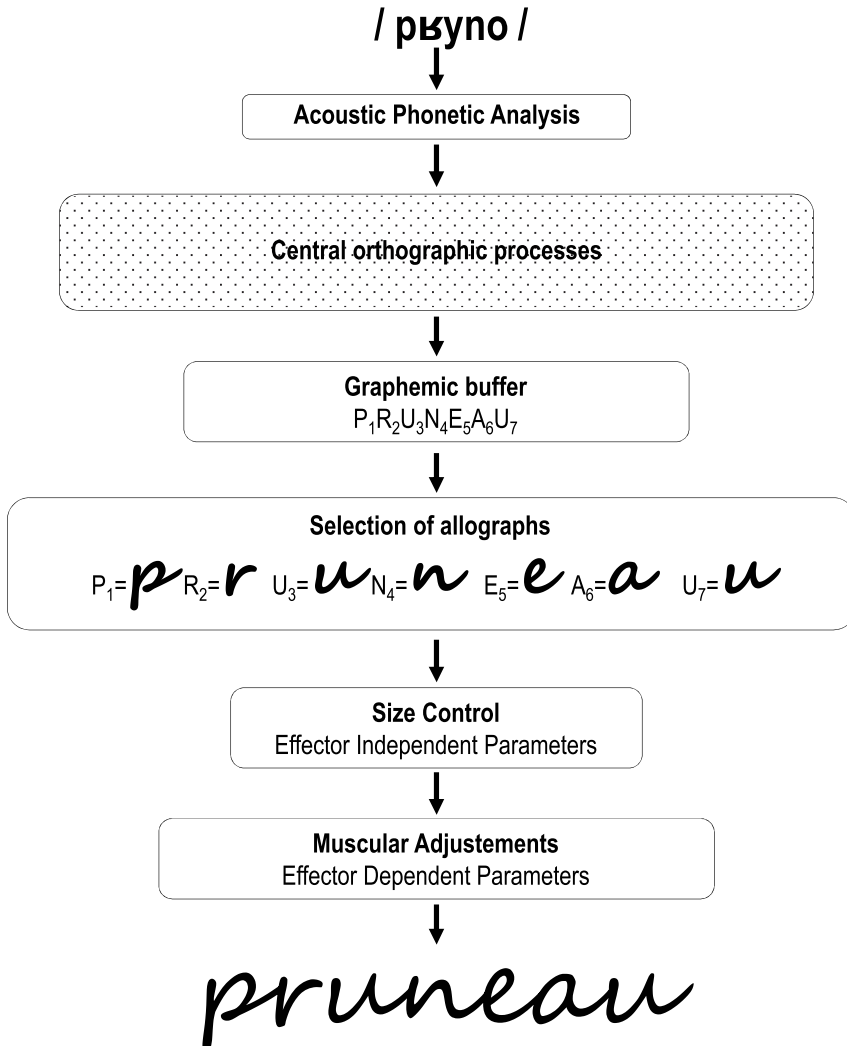 / pʀyno /
Acoustic Phonetic Analysis
Central orthographic processes
Graphemic buffer
P₁R₂U₃N₄E₅A₆U₇
Selection of allographs
P₁=p R₂=r U₃=u N₄=n E₅=e A₆=a U₇=u
Size Control
Effector Independent Parameters
Muscular Adjustements
Effector Dependent Parameters
pruneau